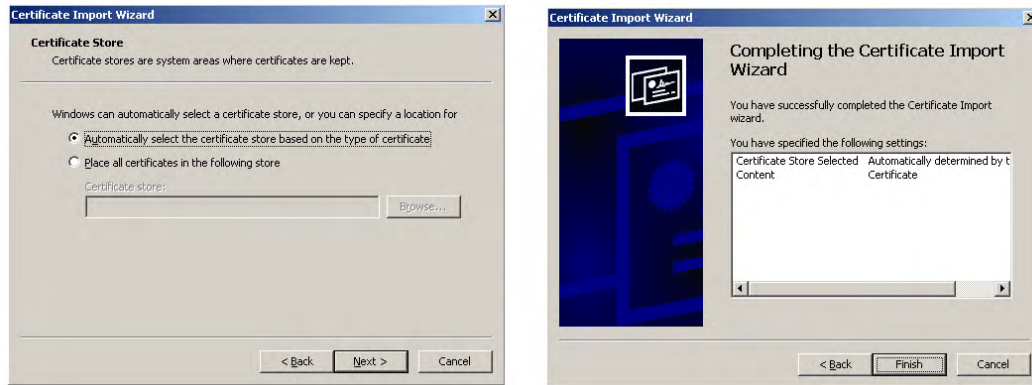 Certificate Import Wizard
Certificate Store
Certificate stores are system areas where certificates are kept.
Windows can automatically select a certificate store, or you can specify a location for
Automatically select the certificate store based on the type of certificate
Place all certificates in the following store
Certificate store:
Browse...
< Back Next > Cancel
Certificate Import Wizard
Completing the Certificate Import
Wizard
You have successfully completed the Certificate Import
wizard.
You have specified the following settings:
Certificate Store Selected Automatically determined by t
Content Certificate
< Back Finish Cancel